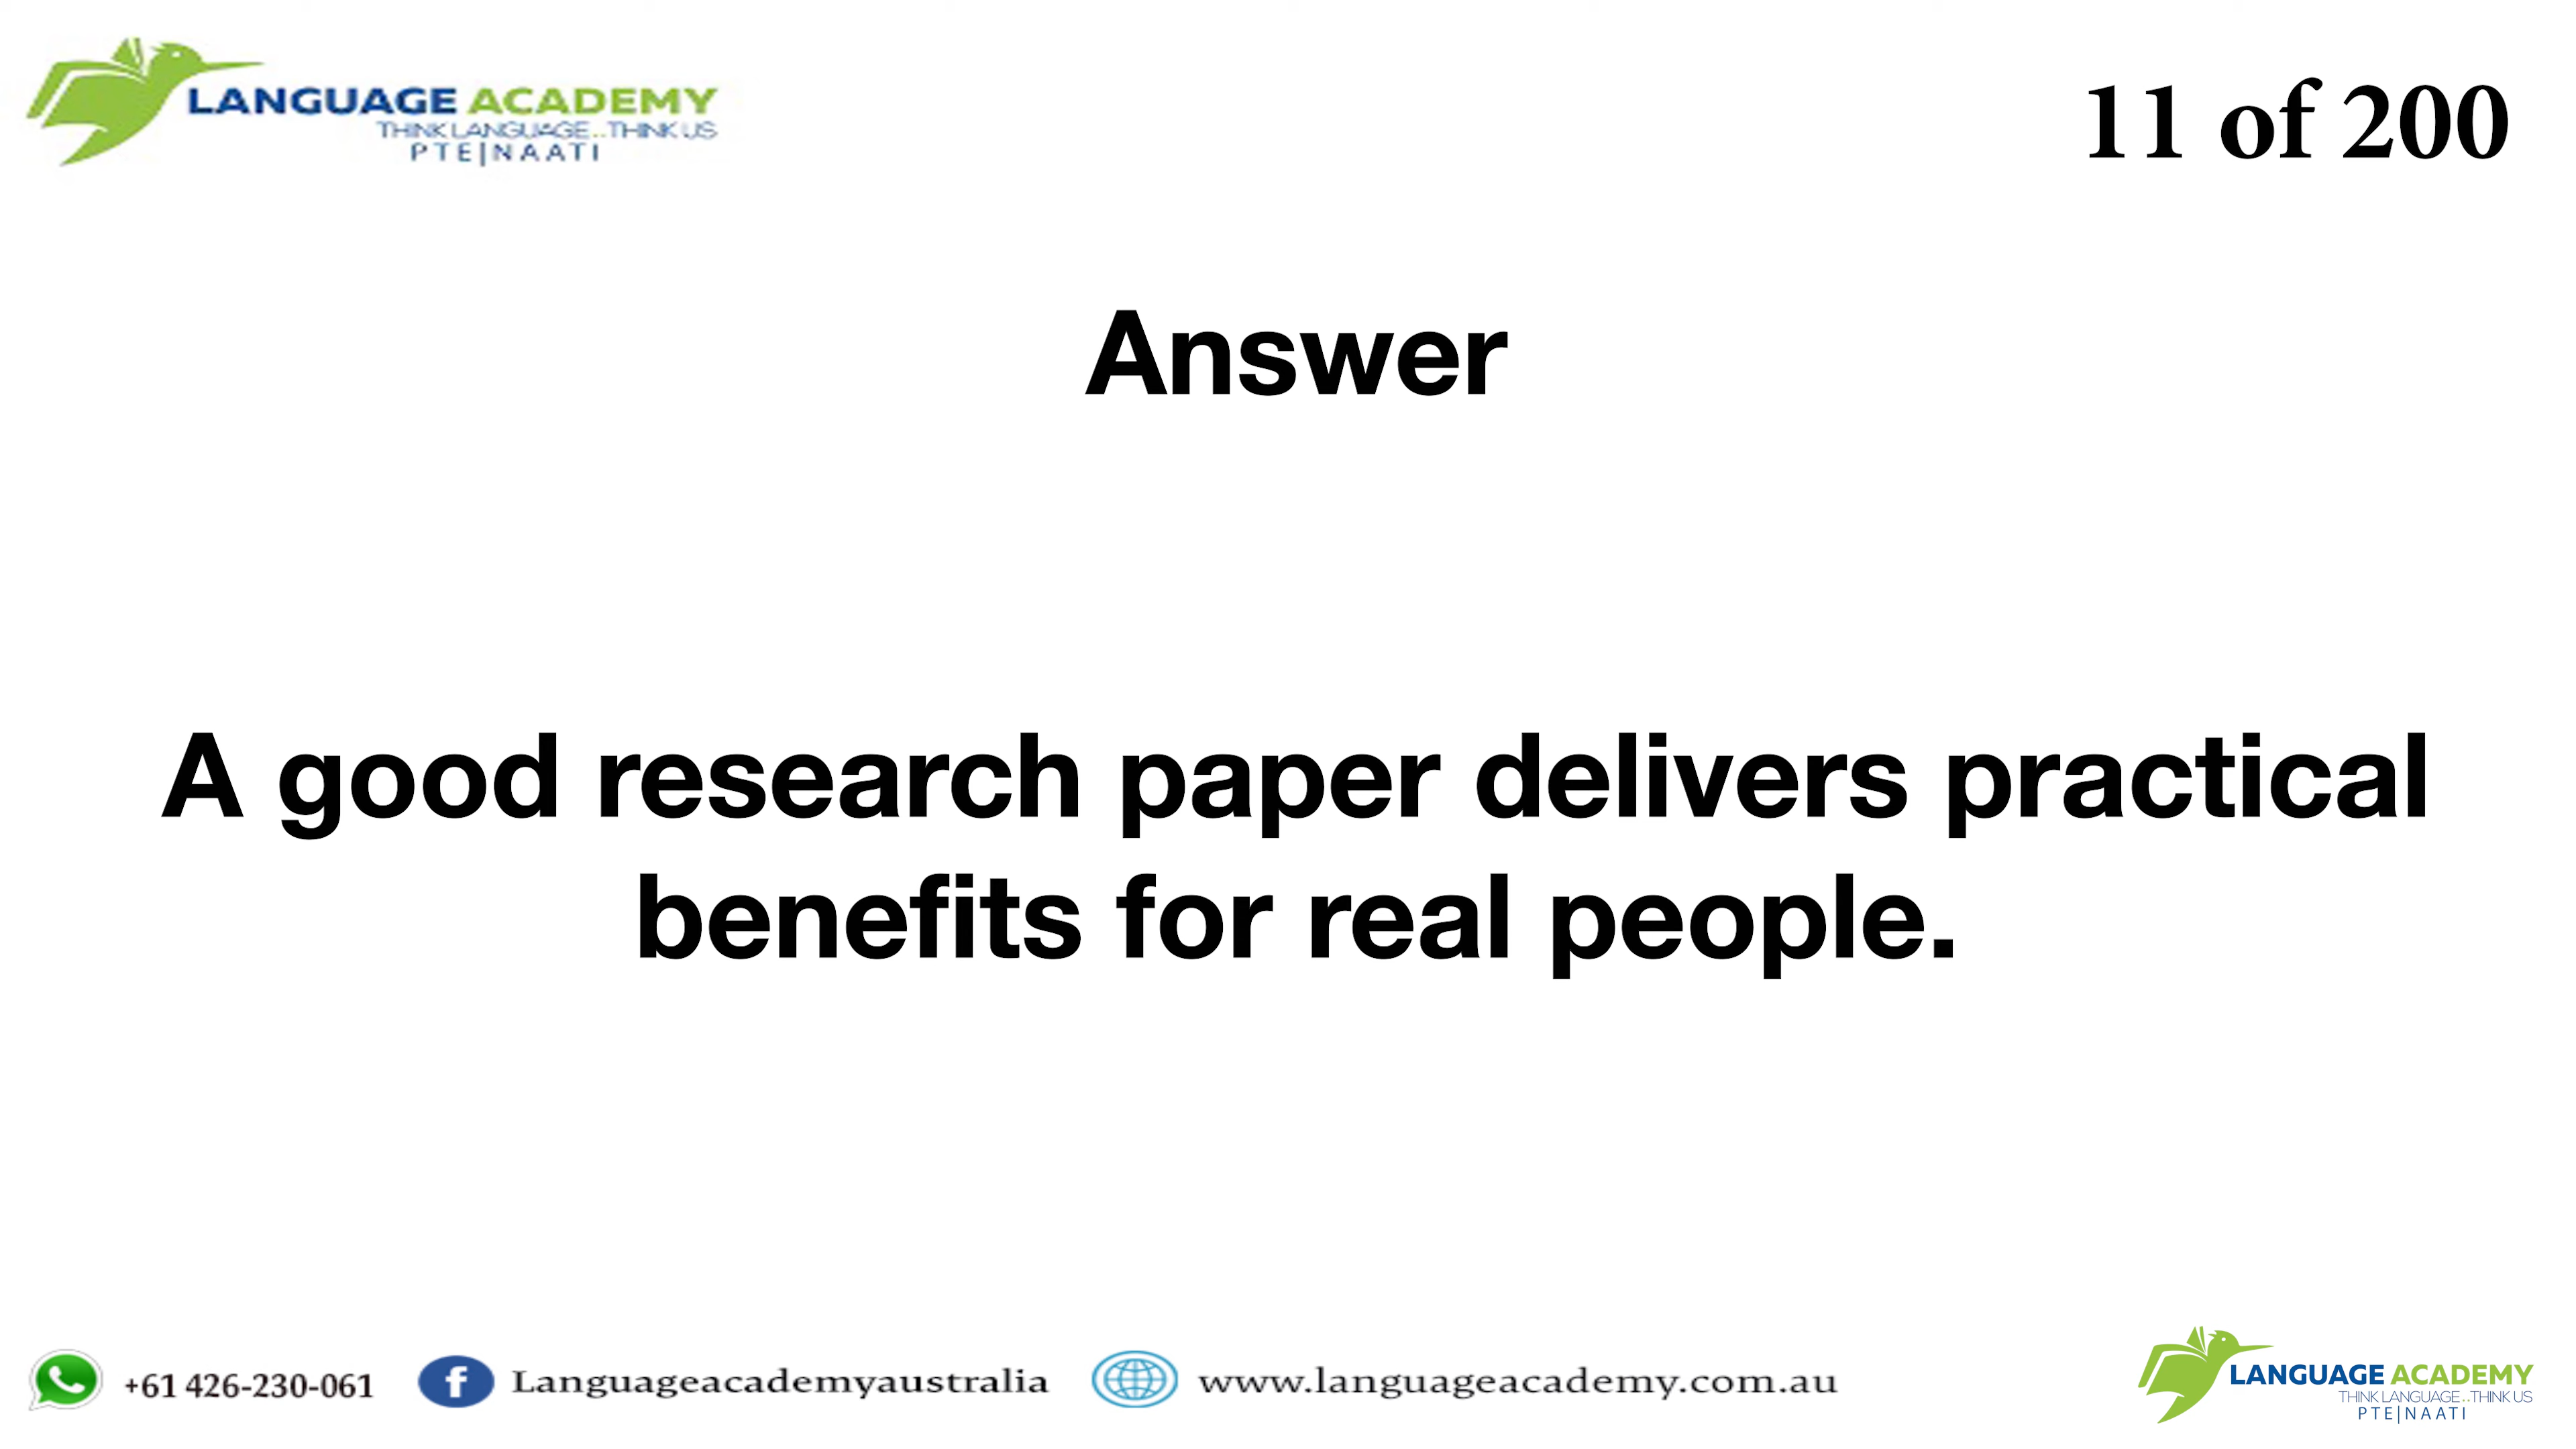 LANGUAGE ACADEMY
THINK LANGUAGE..THINK US
PTE|NAATI
11 of 200
Answer
A good research paper delivers practical
benefits for real people.
+61 426-230-061
Languageacademyaustralia
www.languageacademy.com.au
LANGUAGE ACADEMY
THINK LANGUAGE..THINK US
PTE|NAATI